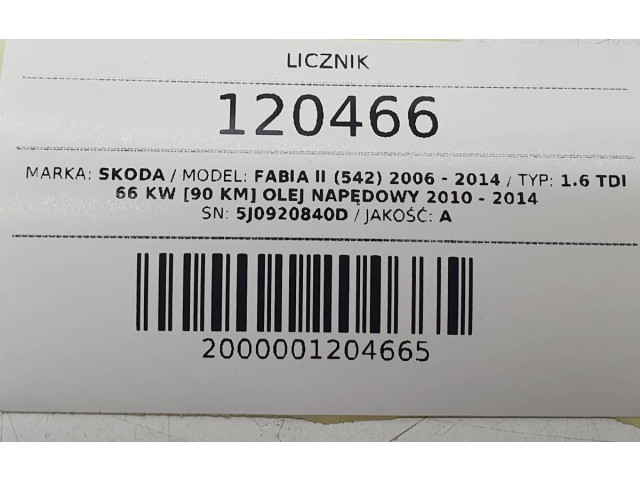 LICZNIK
120466
MARKA: SKODA / MODEL: FABIA II (542) 2006 - 2014 / TYP: 1.6 TDI
66 KW [90 KM] OLEJ NAPĘDOWY 2010 - 2014
SN: 5J0920840D / JAKOŚĆ: A
2000001204665